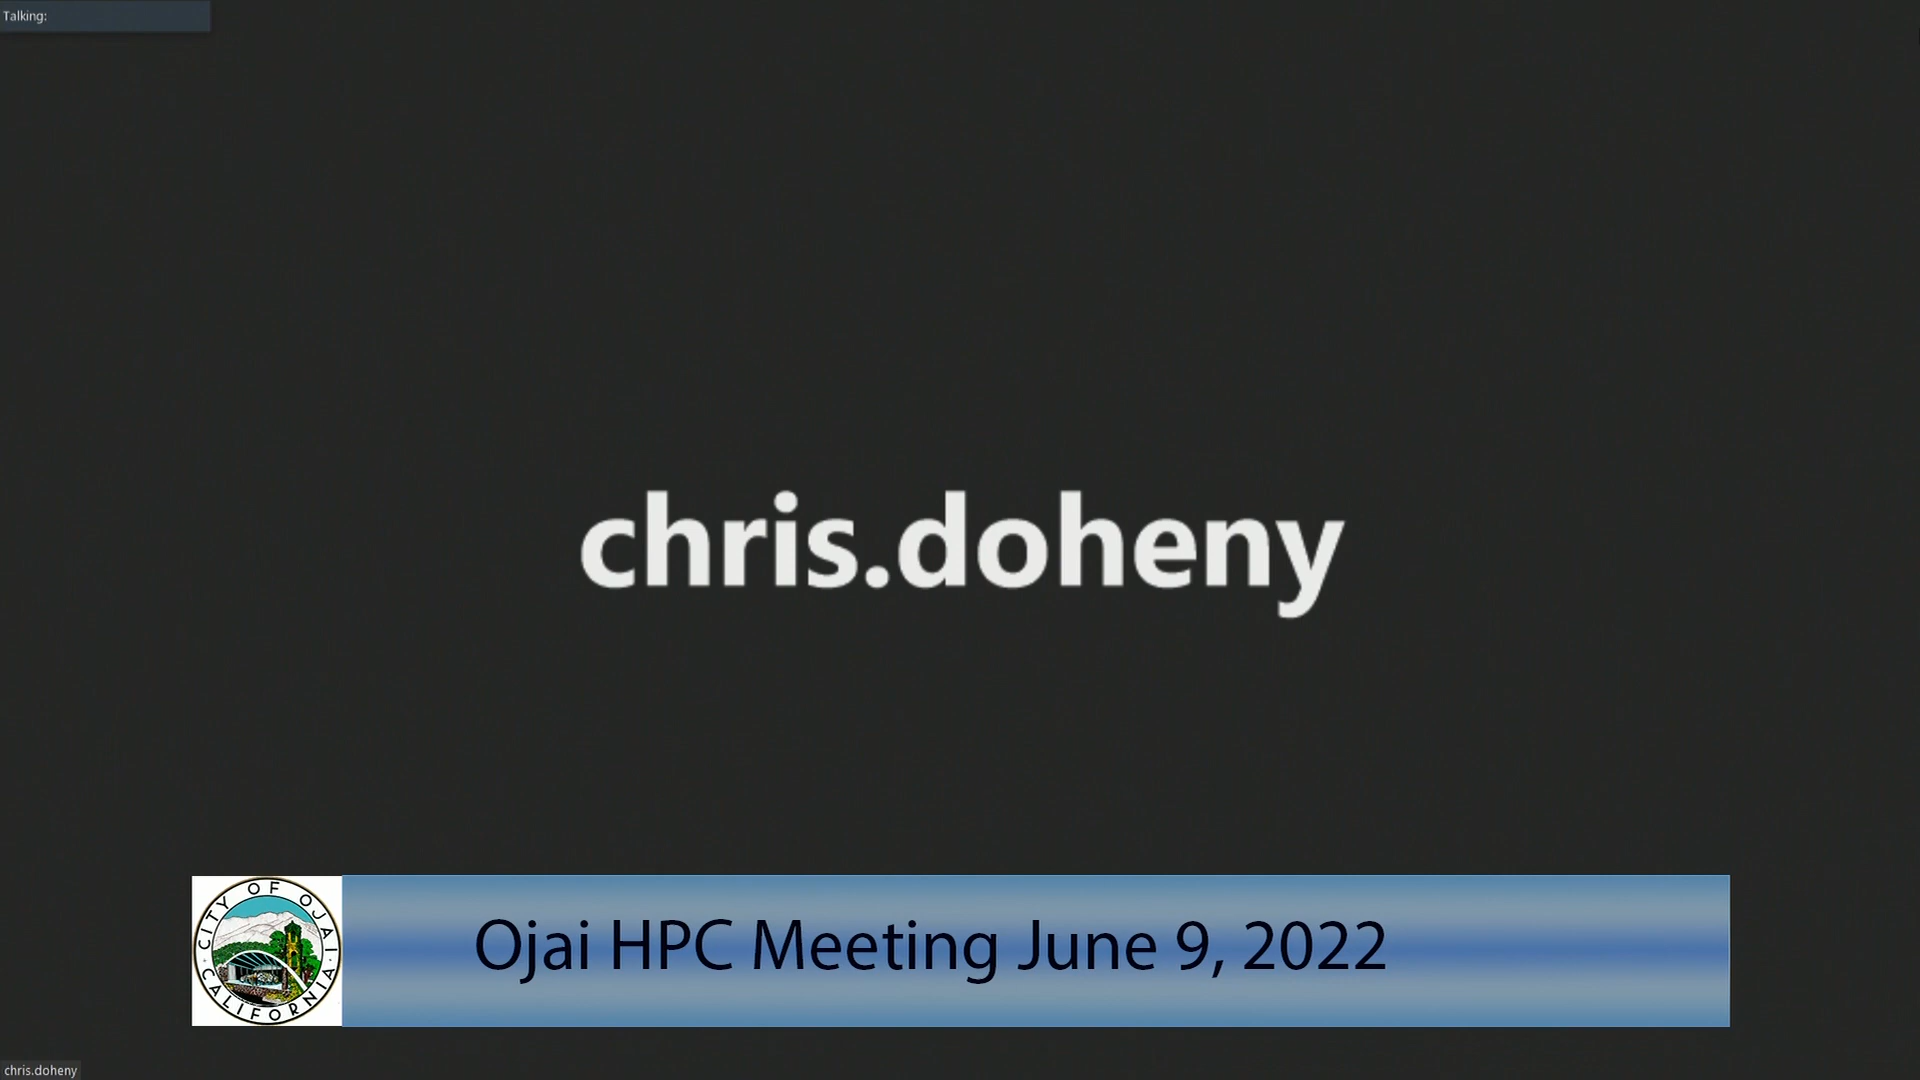 Talking:
chris.doheny
CITY OF OJAI
CALIFORNIA
Ojai HPC Meeting June 9, 2022
chris.doheny